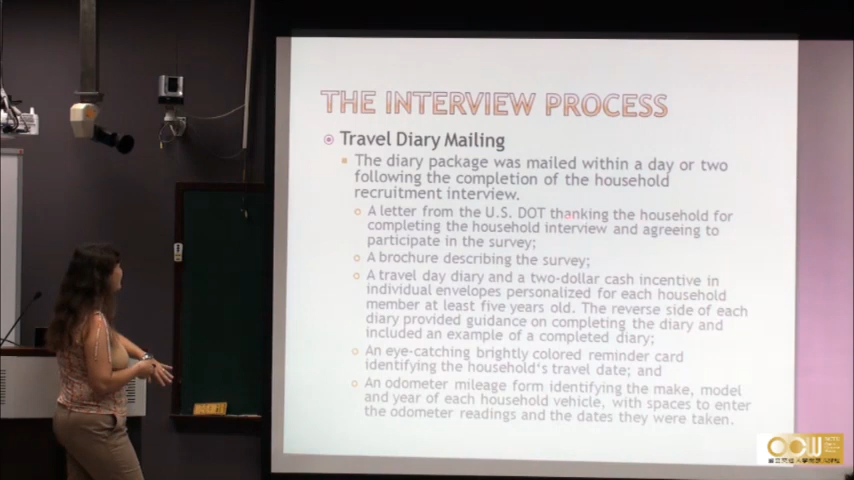 THE INTERVIEW PROCESS
Travel Diary Mailing
The diary package was mailed within a day or two
following the completion of the household
recruitment interview.
A letter from the U.S. DOT thanking the household for
completing the household interview and agreeing to
participate in the survey;
A brochure describing the survey;
A travel day diary and a two-dollar cash incentive in
individual envelopes personalized for each household
member at least five years old. The reverse side of each
diary provided guidance on completing the diary and
included an example of a completed diary;
An eye-catching brightly colored reminder card
identifying the household's travel date; and
An odometer mileage form identifying the make, model
and year of each household vehicle, with spaces to enter
the odometer readings and the dates they were taken.
OCW